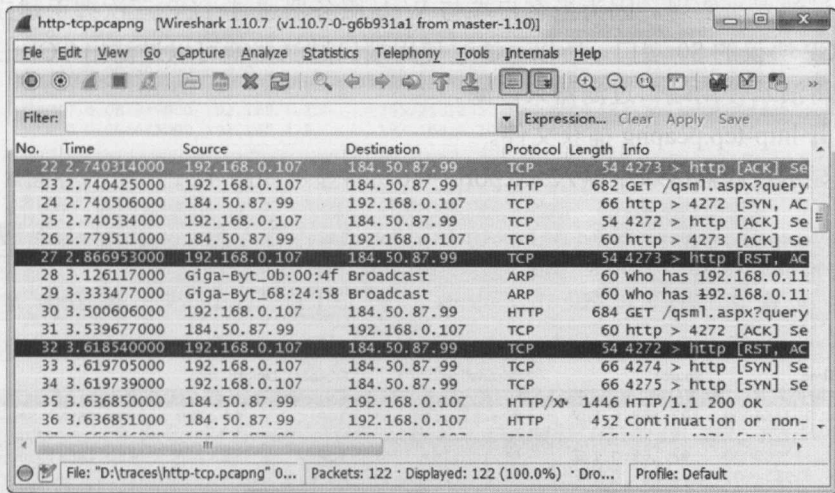 http-tcp.pcapng [Wireshark 1.10.7 (v1.10.7-0-g6b931a1 from master-1.10)]
File Edit View Go Capture Analyze Statistics Telephony Tools Internals Help
Filter: Expression... Clear Apply Save
No. Time Source Destination Protocol Length Info
22 2.740314000 192.168.0.107 184.50.87.99 TCP 54 4273 > http [ACK] Se
23 2.740425000 192.168.0.107 184.50.87.99 HTTP 682 GET /qsml.aspx?query
24 2.740506000 184.50.87.99 192.168.0.107 TCP 66 http > 4272 [SYN, AC
25 2.740534000 192.168.0.107 184.50.87.99 TCP 54 4272 > http [ACK] Se
26 2.779511000 184.50.87.99 192.168.0.107 TCP 60 http > 4273 [ACK] Se
27 2.866953000 192.168.0.107 184.50.87.99 TCP 54 4273 > http [RST, AC
28 3.126117000 Giga-Byt_0b:00:4f Broadcast ARP 60 Who has 192.168.0.11
29 3.333477000 Giga-Byt_68:24:58 Broadcast ARP 60 Who has 192.168.0.11
30 3.500606000 192.168.0.107 184.50.87.99 HTTP 684 GET /qsml.aspx?query
31 3.539677000 184.50.87.99 192.168.0.107 TCP 60 http > 4272 [ACK] Se
32 3.618540000 192.168.0.107 184.50.87.99 TCP 54 4272 > http [RST, AC
33 3.619705000 192.168.0.107 184.50.87.99 TCP 66 4274 > http [SYN] Se
34 3.619739000 192.168.0.107 184.50.87.99 TCP 66 4275 > http [SYN] Se
35 3.636850000 184.50.87.99 192.168.0.107 HTTP/XM 1446 HTTP/1.1 200 OK
36 3.636851000 184.50.87.99 192.168.0.107 HTTP 452 Continuation or non-
File: "D:\traces\http-tcp.pcapng" 0... Packets: 122 · Displayed: 122 (100.0%) · Dro... Profile: Default